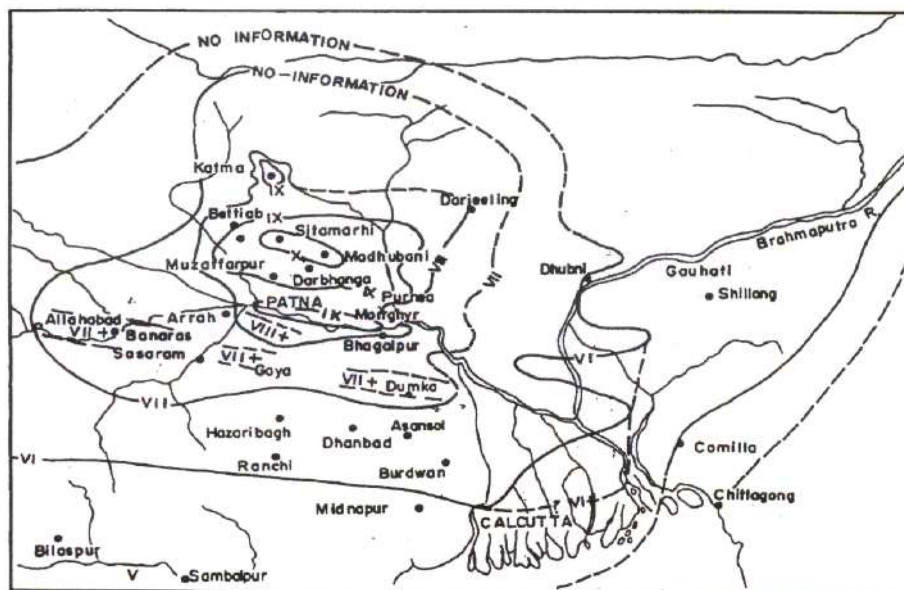 NO INFORMATION
NO INFORMATION
Katma
IX
Darjeeling
Bettiab
IX
Sitamarhi
X
Madhubani
VIII
VII
Brahmaputra R.
Muzaffarpur
Darbhanga
Dhubri
Gauhati
IX
Purnea
Shillong
PATNA
IX
Monghyr
Allahabad
Arrah
VII+
Banaras
VIII+
Bhagalpur
VI
Sasaram
VII+
Gaya
VII+
Dumka
VII
Hazaribagh
Dhanbad
Asansol
Comilla
VI
Ranchi
Burdwan
Midnapur
VI
Chittagong
CALCUTTA
Bilaspur
V
Sambalpur